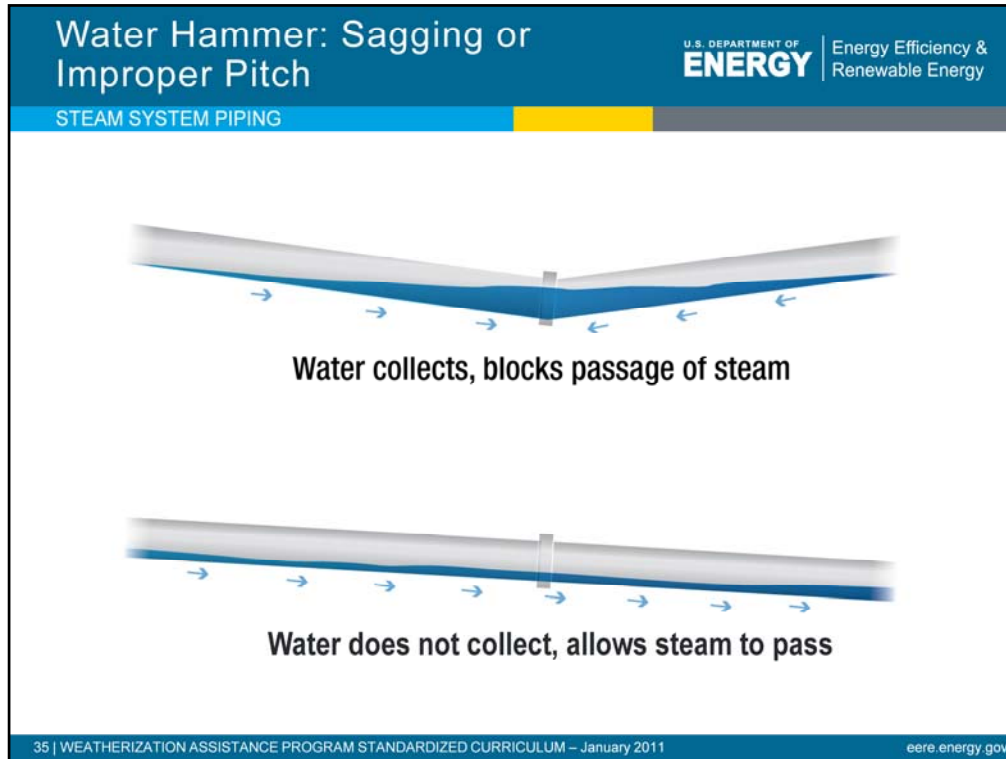 Water Hammer: Sagging or
Improper Pitch
U.S. DEPARTMENT OF
ENERGY
Energy Efficiency &
Renewable Energy
STEAM SYSTEM PIPING
Water collects, blocks passage of steam
Water does not collect, allows steam to pass
35 | WEATHERIZATION ASSISTANCE PROGRAM STANDARDIZED CURRICULUM – January 2011
eere.energy.gov